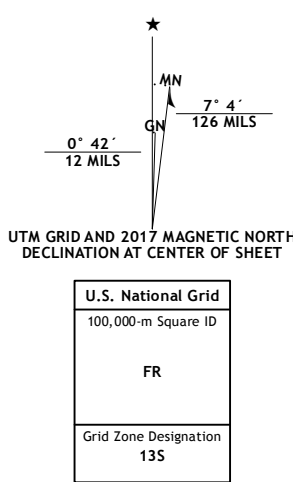 ★
MN
GN
7° 4´
126 MILS
0° 42´
12 MILS
UTM GRID AND 2017 MAGNETIC NORTH
DECLINATION AT CENTER OF SHEET
U.S. National Grid
100,000-m Square ID
FR
Grid Zone Designation
13S